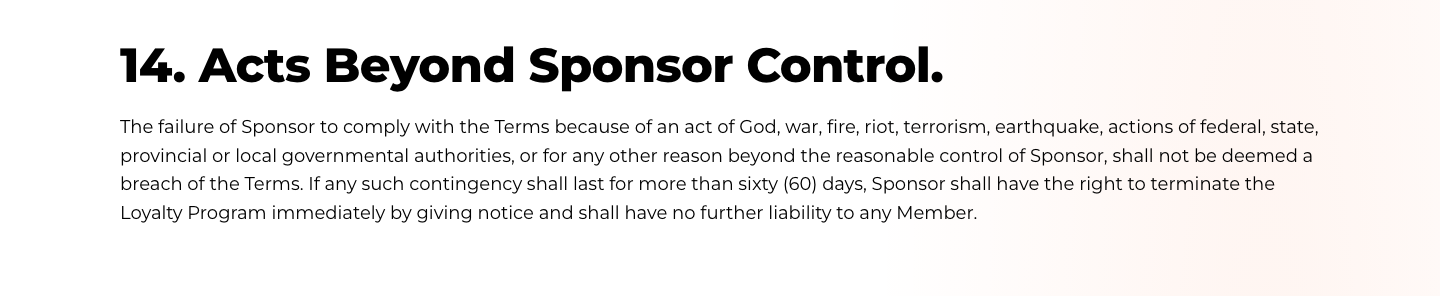 14. Acts Beyond Sponsor Control.
The failure of Sponsor to comply with the Terms because of an act of God, war, fire, riot, terrorism, earthquake, actions of federal, state,
provincial or local governmental authorities, or for any other reason beyond the reasonable control of Sponsor, shall not be deemed a
breach of the Terms. If any such contingency shall last for more than sixty (60) days, Sponsor shall have the right to terminate the
Loyalty Program immediately by giving notice and shall have no further liability to any Member.